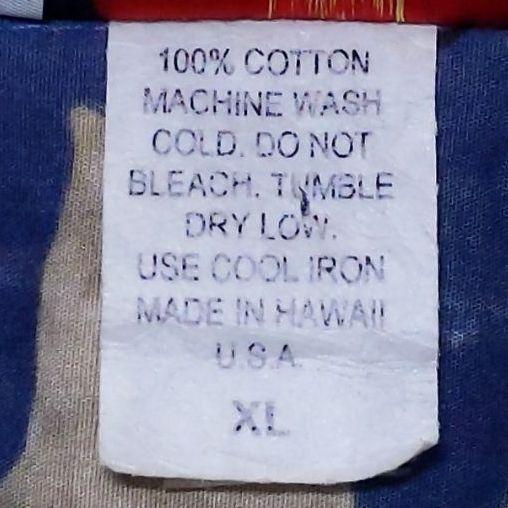 100% COTTON
MACHINE WASH
COLD. DO NOT
BLEACH. TUMBLE
DRY LOW.
USE COOL IRON
MADE IN HAWAII
U.S.A.
XL